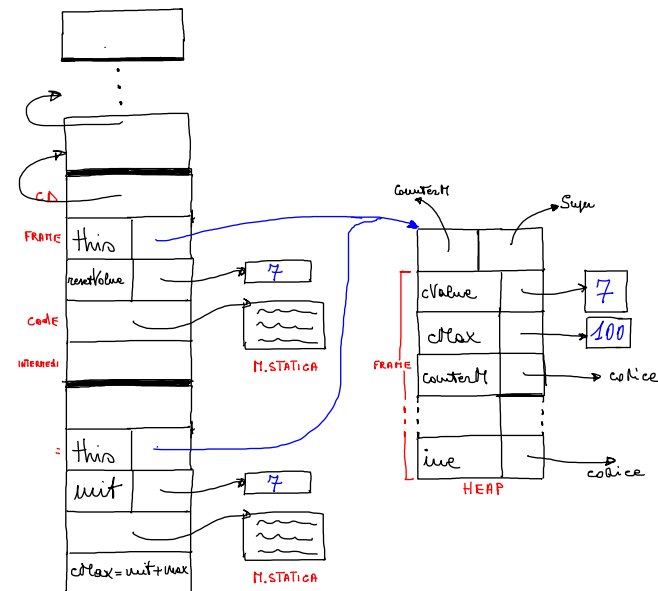 CD
FRAME
this
resetValue
7
CODE
INTERMEDI
M.STATICA
=
this
init
7
M.STATICA
cMax=init+max
CounterM
Super
cValue
7
cMax
100
FRAME
counterM
codice
inc
codice
HEAP